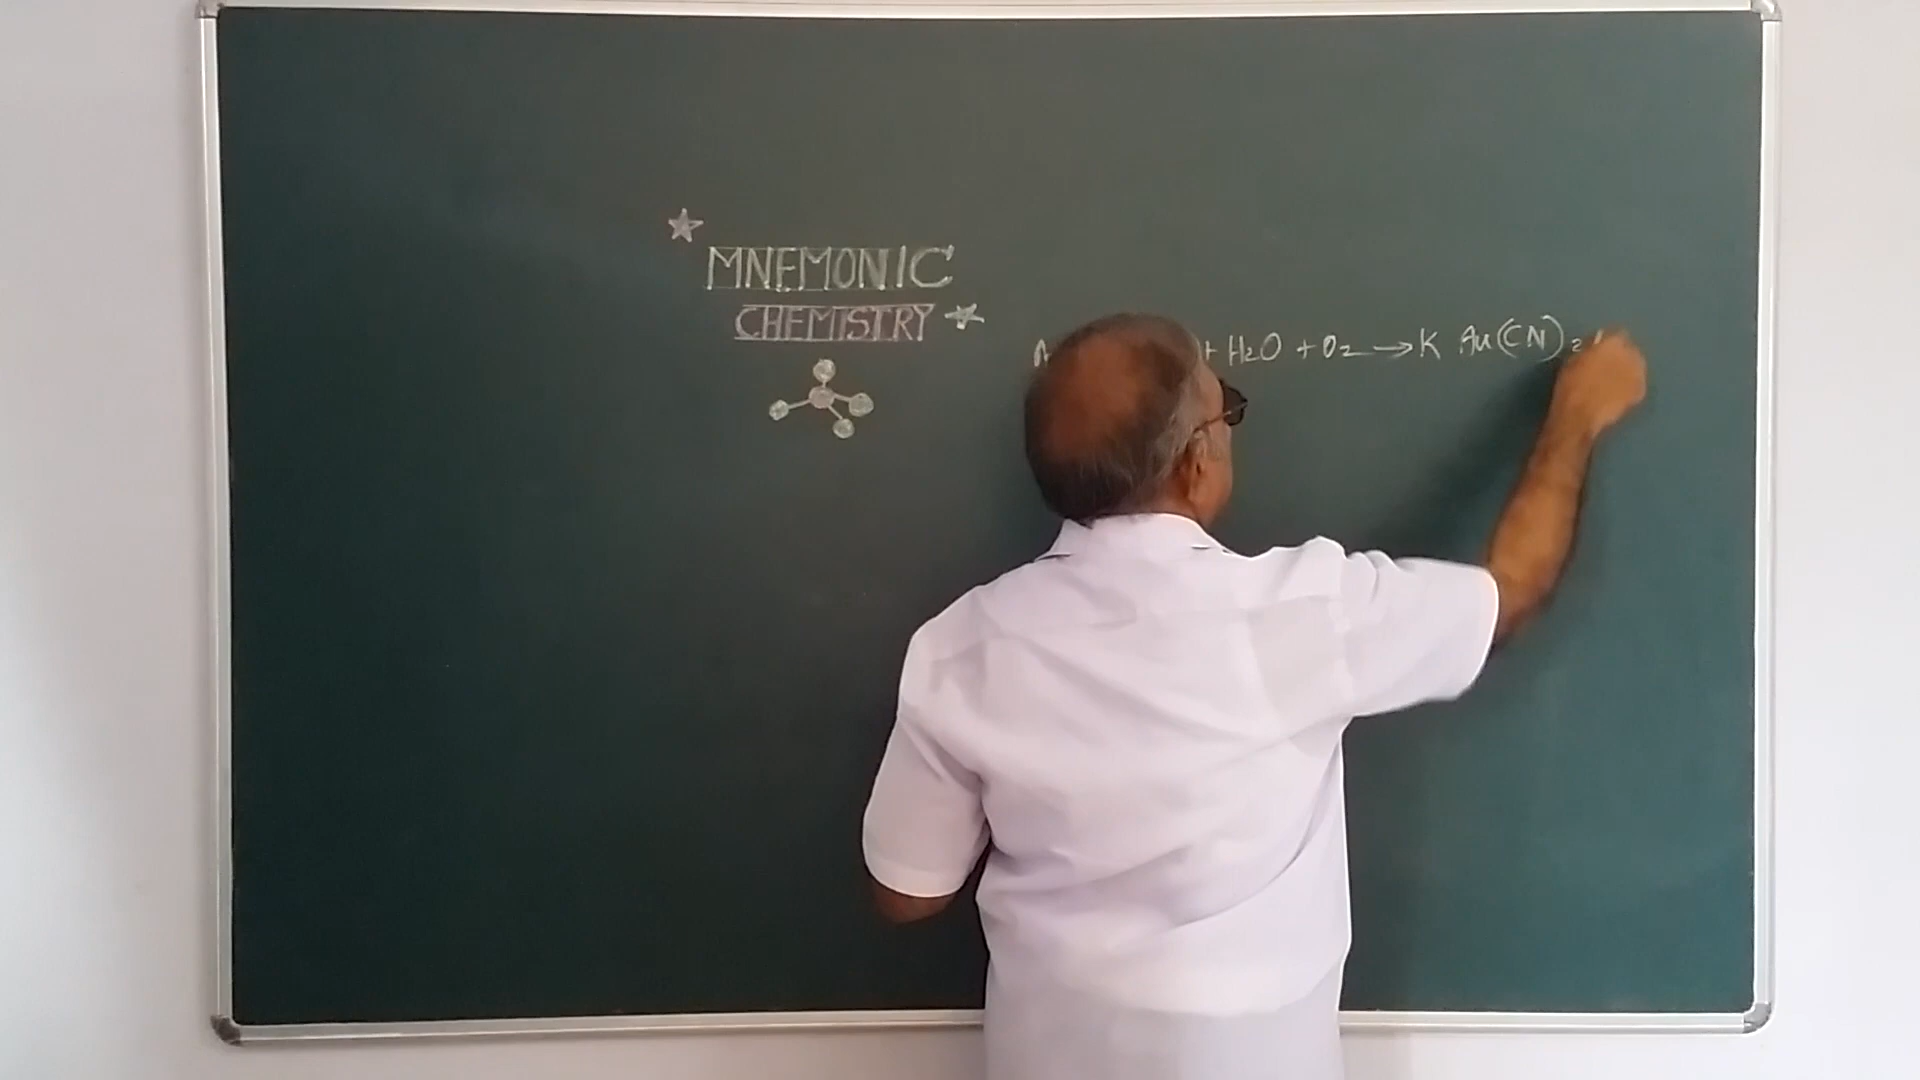 MNEMONIC
CHEMISTRY
+ H2O + O2 → K Au(CN)2